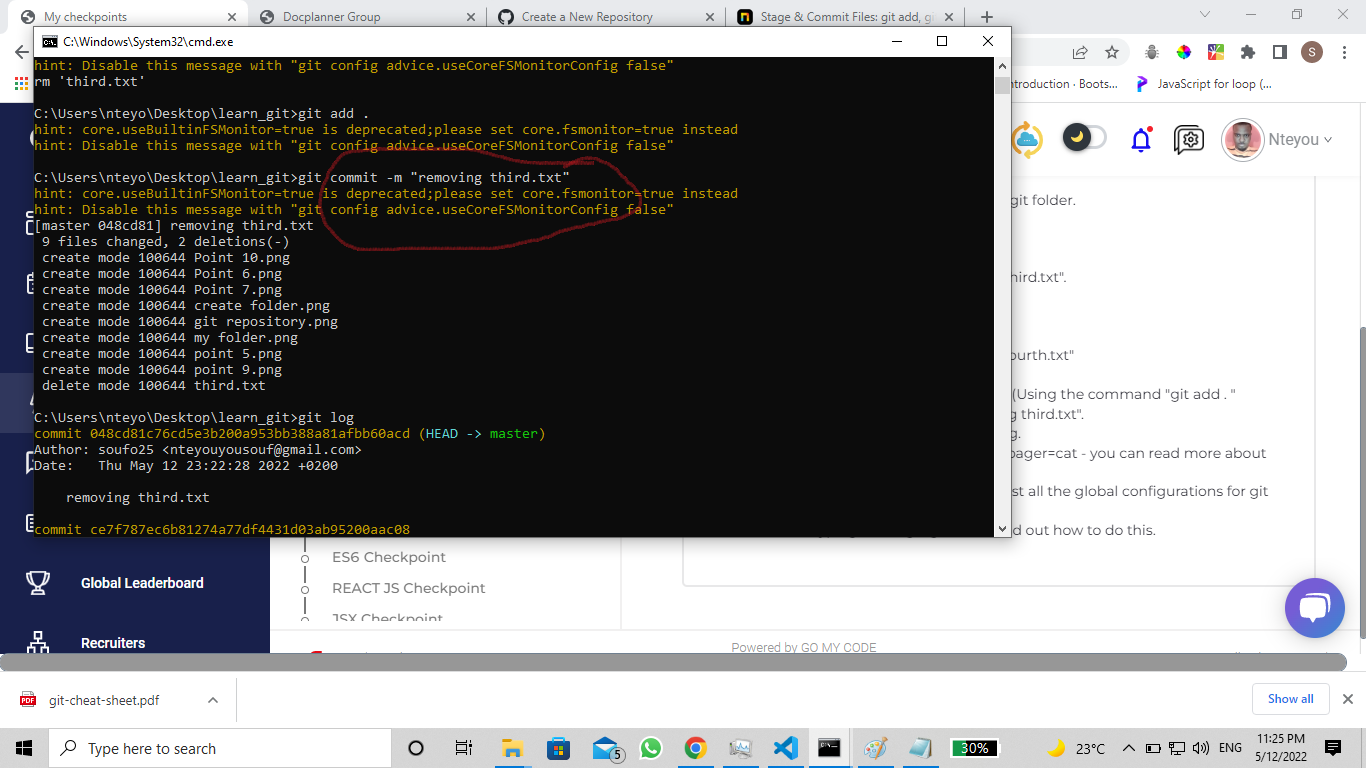 My checkpoints
Docplanner Group
Create a New Repository
Stage & Commit Files: git add, gi
C:\Windows\System32\cmd.exe
S
ntroduction · Boots...
JavaScript for loop (...
hint: Disable this message with "git config advice.useCoreFSMonitorConfig false"
rm 'third.txt'
C:\Users\nteyo\Desktop\learn_git>git add .
hint: core.useBuiltinFSMonitor=true is deprecated;please set core.fsmonitor=true instead
hint: Disable this message with "git config advice.useCoreFSMonitorConfig false"
C:\Users\nteyo\Desktop\learn_git>git commit -m "removing third.txt"
hint: core.useBuiltinFSMonitor=true is deprecated;please set core.fsmonitor=true instead
hint: Disable this message with "git config advice.useCoreFSMonitorConfig false"
[master 048cd81] removing third.txt
9 files changed, 2 deletions(-)
create mode 100644 Point 10.png
create mode 100644 Point 6.png
create mode 100644 Point 7.png
create mode 100644 create folder.png
create mode 100644 git repository.png
create mode 100644 my folder.png
create mode 100644 point 5.png
create mode 100644 point 9.png
delete mode 100644 third.txt
C:\Users\nteyo\Desktop\learn_git>git log
commit 048cd81c76cd5e3b200a953bb388a81afbb60acd (HEAD -> master)
Author: soufo25 <nteyouyousouf@gmail.com>
Date:   Thu May 12 23:22:28 2022 +0200
removing third.txt
commit ce7f787ec6b81274a77df4431d03ab95200aac08
Nteyou
git folder.
hird.txt".
ourth.txt"
(Using the command "git add . "
g third.txt".
g.
pager=cat - you can read more about
st all the global configurations for git
d out how to do this.
ES6 Checkpoint
REACT JS Checkpoint
JSX Checkpoint
Global Leaderboard
Recruiters
Powered by GO MY CODE
PDF
git-cheat-sheet.pdf
Show all
Type here to search
5
30%
23°C
ENG
11:25 PM
5/12/2022